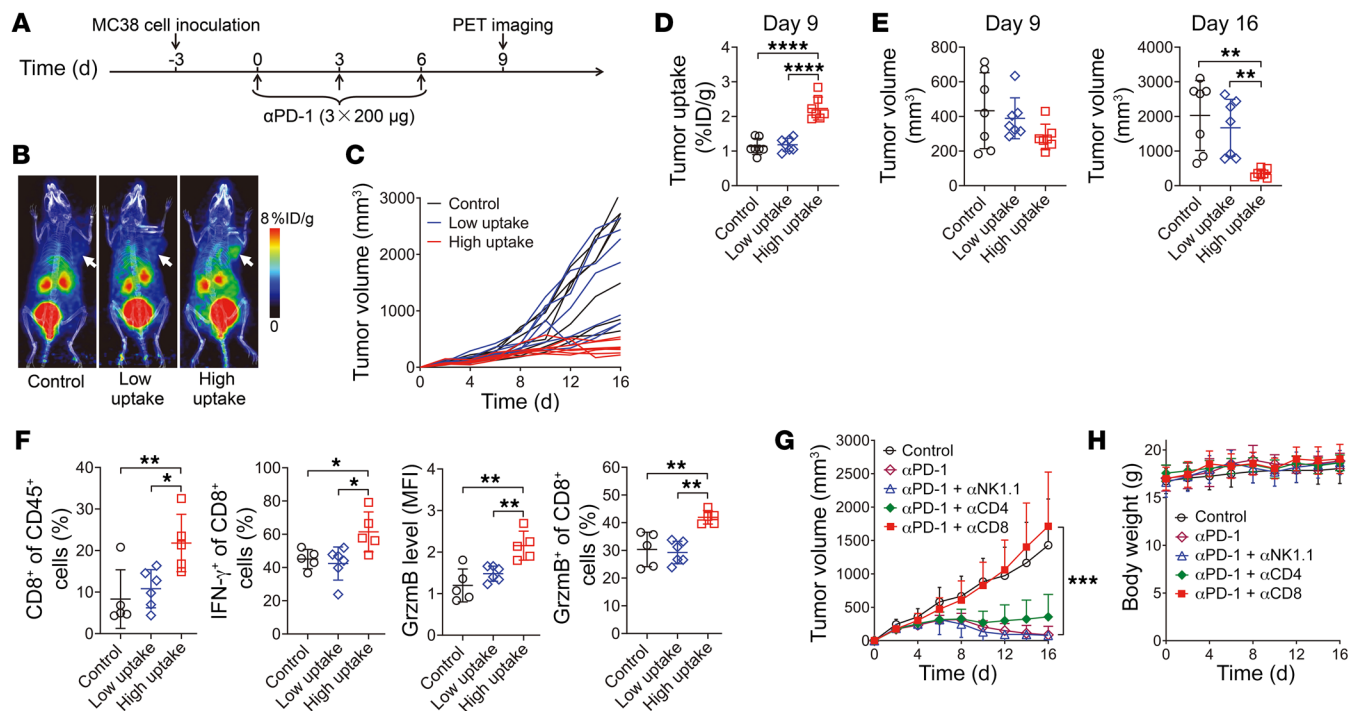 A
MC38 cell inoculation
PET imaging
Time (d)
-3 0 3 6 9
αPD-1 (3 × 200 μg)
B
8 %ID/g
0
Control
Low
uptake
High
uptake
C
Tumor volume (mm³)
3000
2000
1000
0
Control
Low uptake
High uptake
0 4 8 12 16
Time (d)
D
Day 9
Tumor uptake
(%ID/g)
4
3
2
1
0
****
****
Control
Low uptake
High uptake
E
Day 9
Tumor volume
(mm³)
800
600
400
200
0
Control
Low uptake
High uptake
Day 16
Tumor volume
(mm³)
4000
3000
2000
1000
0
**
**
Control
Low uptake
High uptake
F
CD8⁺ of CD45⁺
cells (%)
40
30
20
10
0
**
*
Control
Low uptake
High uptake
IFN-γ⁺ of CD8⁺
cells (%)
100
80
60
40
20
0
*
*
Control
Low uptake
High uptake
GrzmB level (MFI)
4
3
2
1
0
**
**
Control
Low uptake
High uptake
GrzmB⁺ of CD8⁺
cells (%)
60
50
40
30
20
10
0
**
**
Control
Low uptake
High uptake
G
Tumor volume (mm³)
3000
2500
2000
1500
1000
500
0
Control
αPD-1
αPD-1 + αNK1.1
αPD-1 + αCD4
αPD-1 + αCD8
***
0 4 8 12 16
Time (d)
H
Body weight (g)
20
15
10
5
0
Control
αPD-1
αPD-1 + αNK1.1
αPD-1 + αCD4
αPD-1 + αCD8
0 4 8 12 16
Time (d)